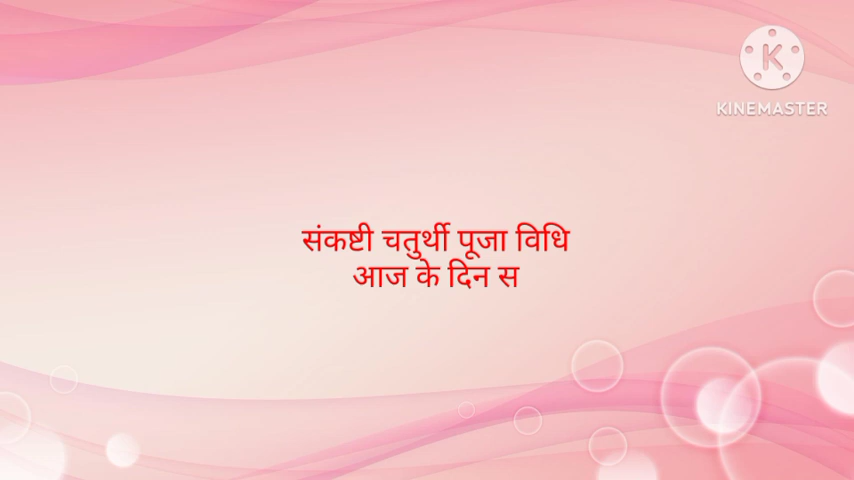 KINEMASTER
संकष्टी चतुर्थी पूजा विधि
आज के दिन स